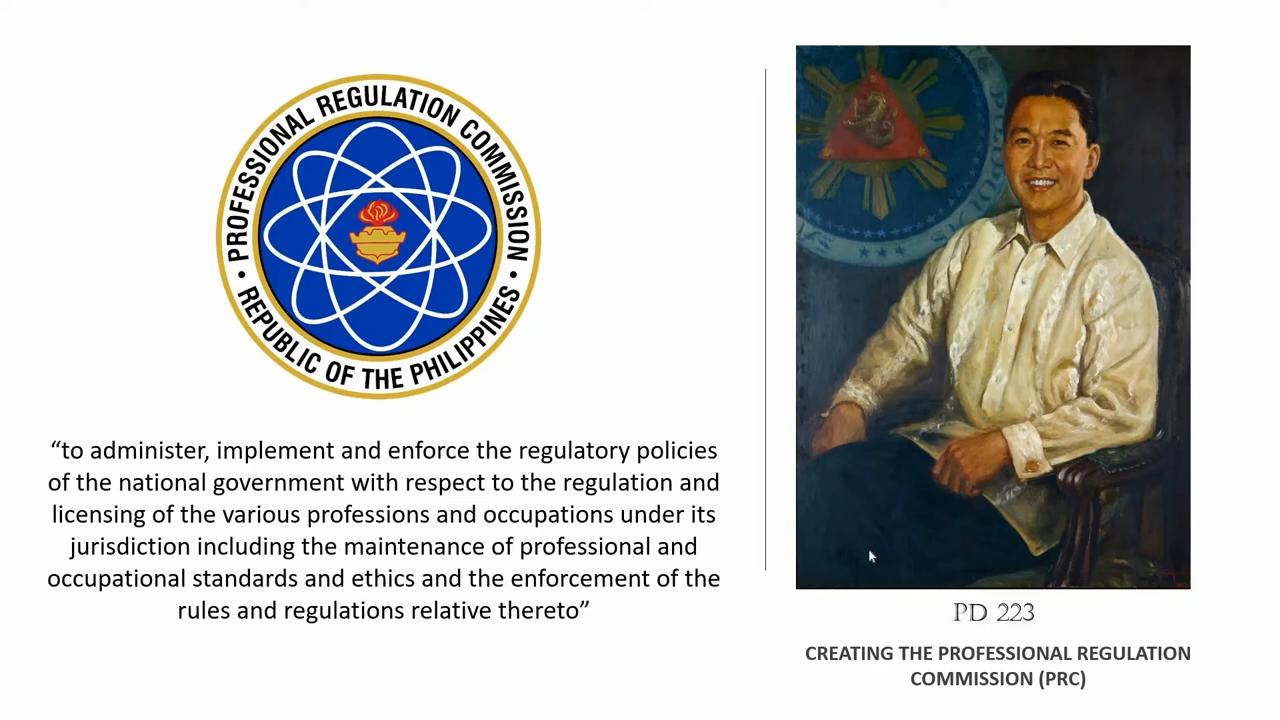 PROFESSIONAL REGULATION COMMISSION
REPUBLIC OF THE PHILIPPINES
“to administer, implement and enforce the regulatory policies
of the national government with respect to the regulation and
licensing of the various professions and occupations under its
jurisdiction including the maintenance of professional and
occupational standards and ethics and the enforcement of the
rules and regulations relative thereto”
PD 223
CREATING THE PROFESSIONAL REGULATION
COMMISSION (PRC)